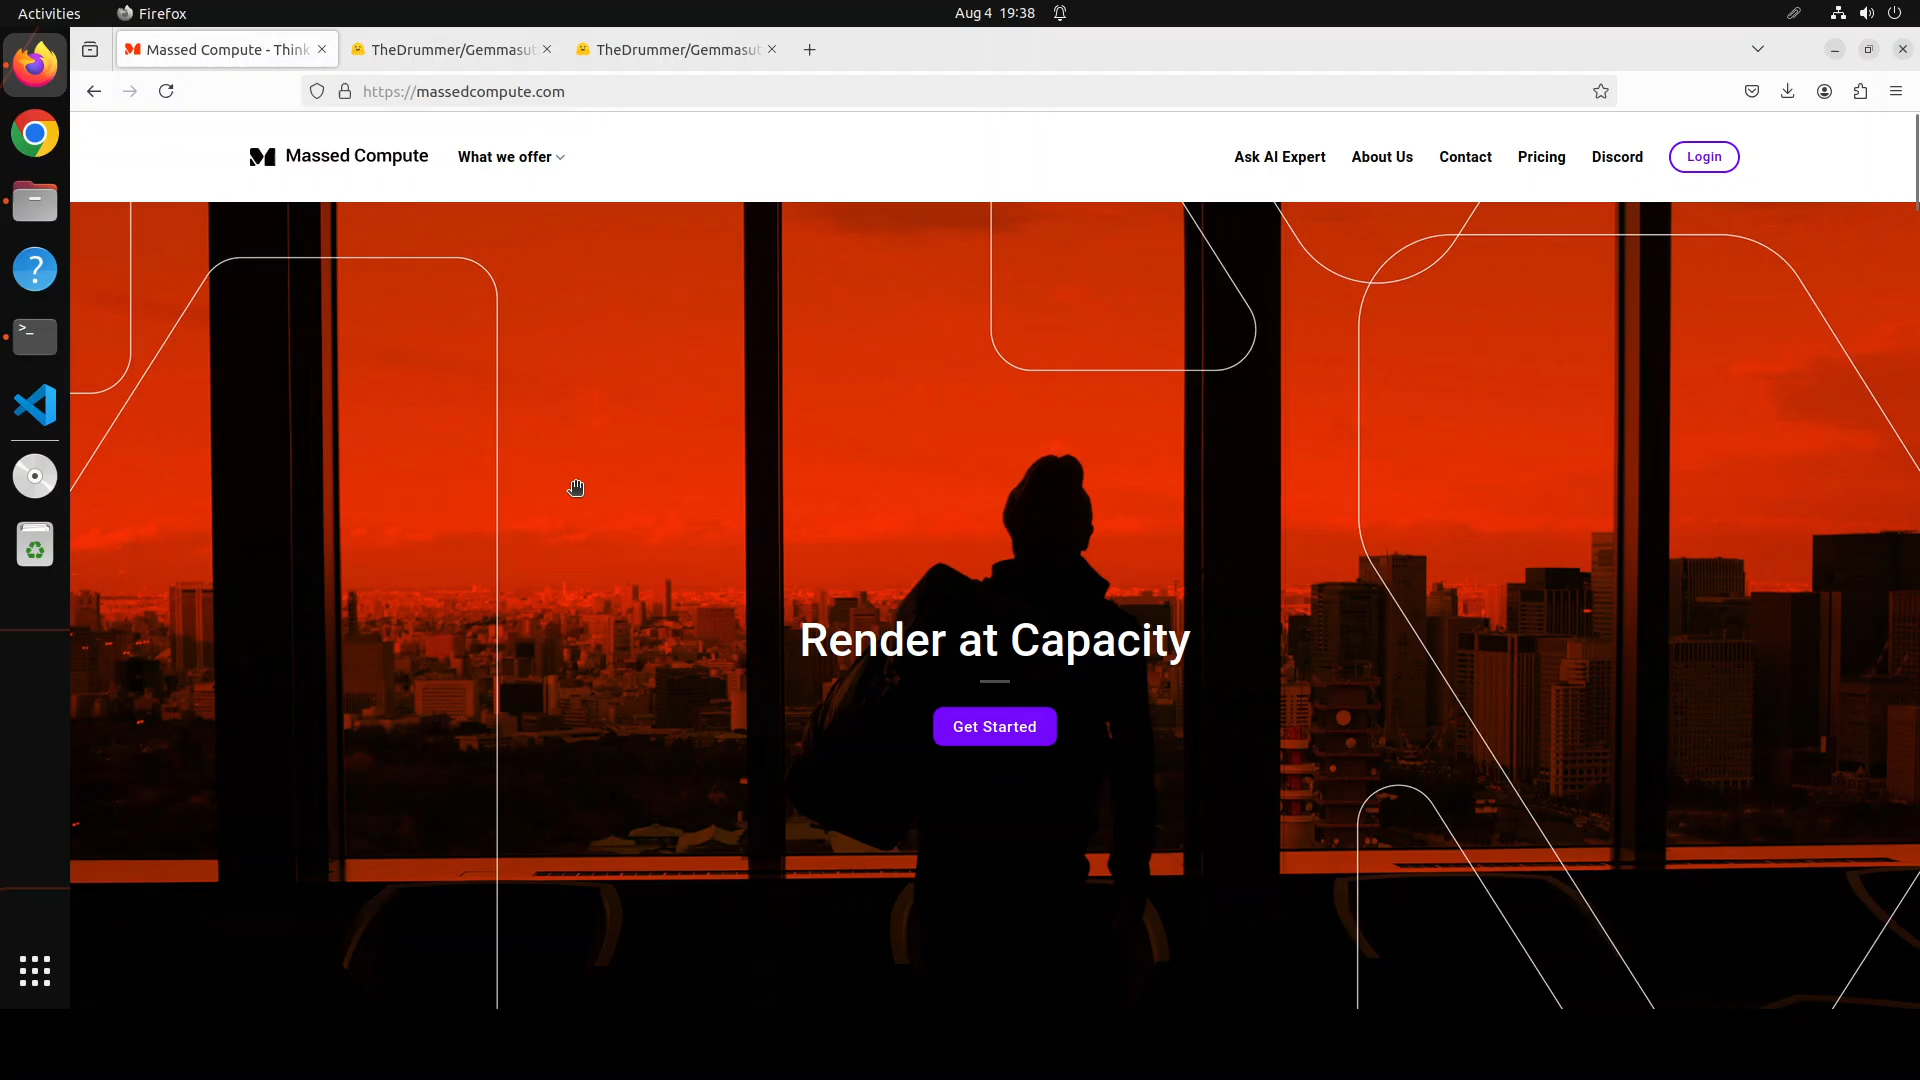 Activities
Firefox
Aug 4 19:38
Massed Compute - Think
TheDrummer/Gemmasut
TheDrummer/Gemmasut
https://massedcompute.com
Massed Compute
What we offer
Ask AI Expert
About Us
Contact
Pricing
Discord
Login
Render at Capacity
Get Started